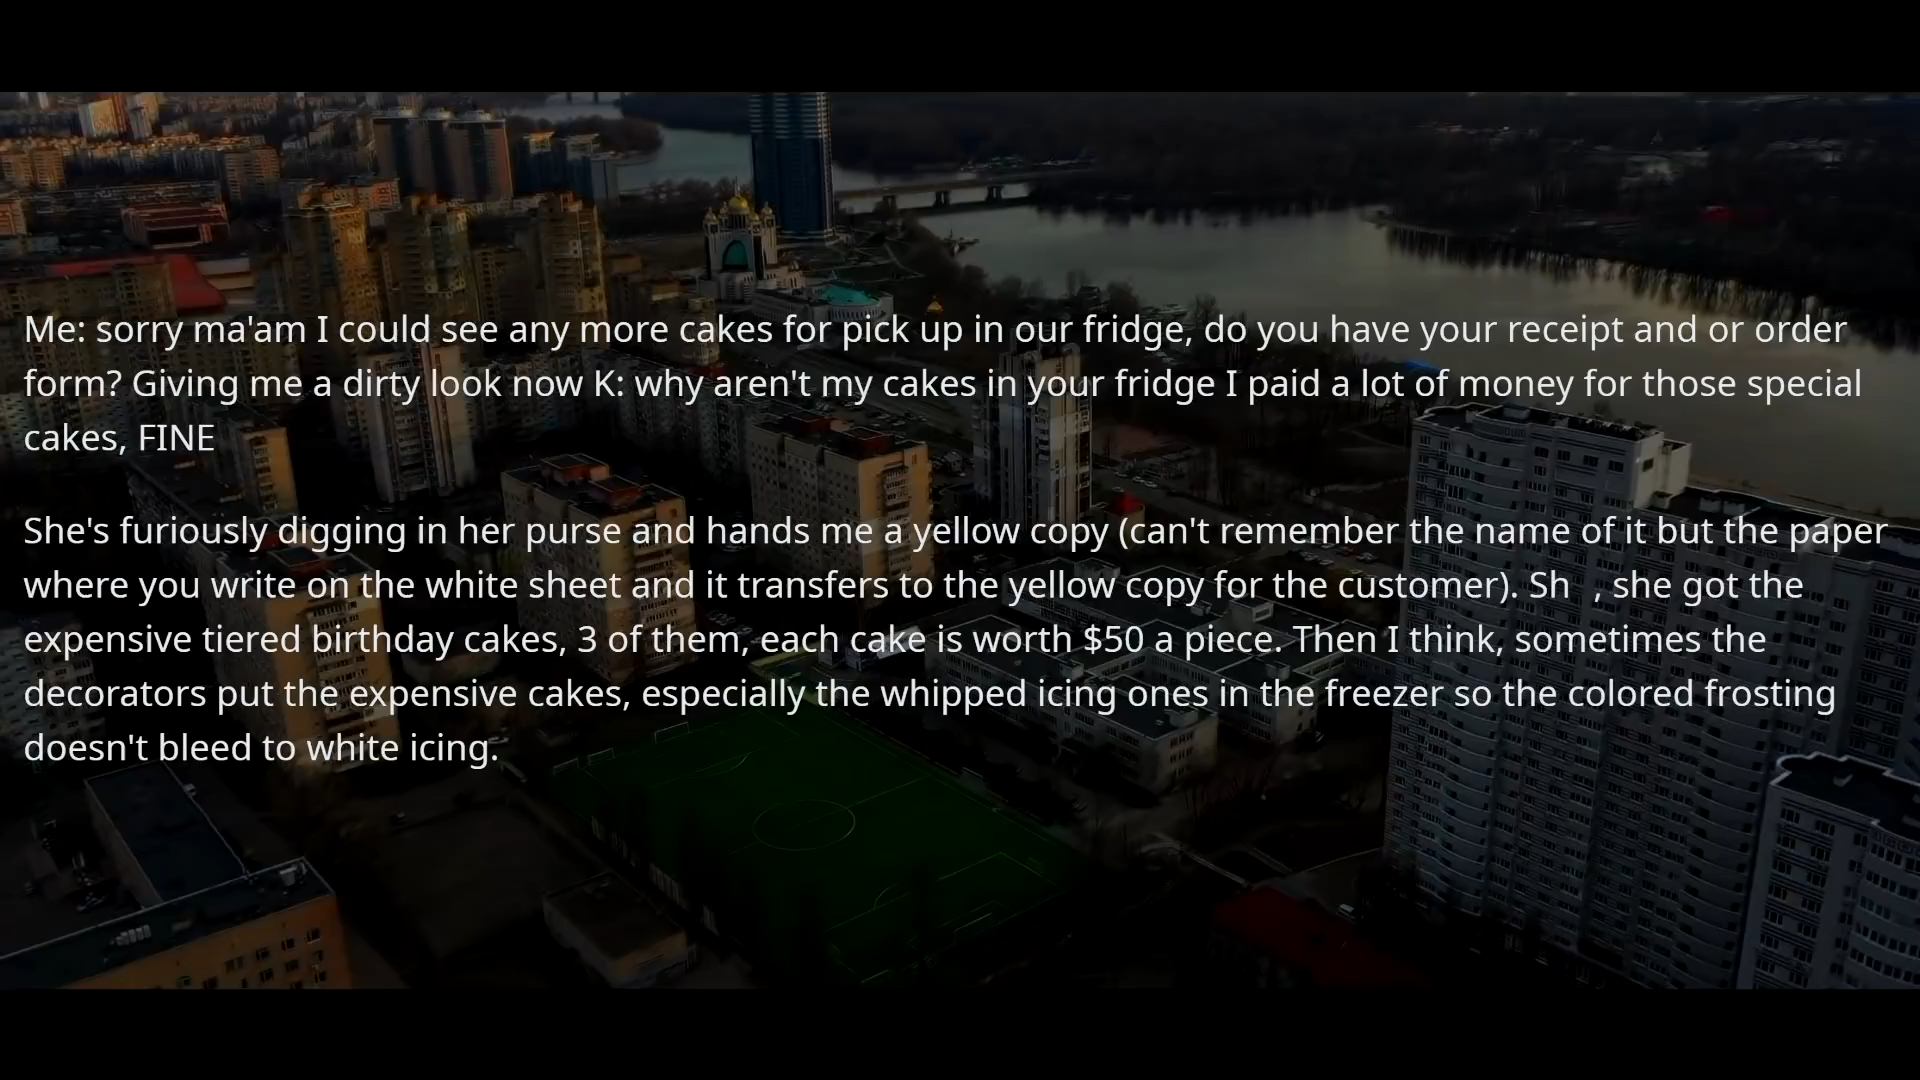 Me: sorry ma'am I could see any more cakes for pick up in our fridge, do you have your receipt and or order
form? Giving me a dirty look now K: why aren't my cakes in your fridge I paid a lot of money for those special
cakes, FINE
She's furiously digging in her purse and hands me a yellow copy (can't remember the name of it but the paper
where you write on the white sheet and it transfers to the yellow copy for the customer). Sh , she got the
expensive tiered birthday cakes, 3 of them, each cake is worth $50 a piece. Then I think, sometimes the
decorators put the expensive cakes, especially the whipped icing ones in the freezer so the colored frosting
doesn't bleed to white icing.